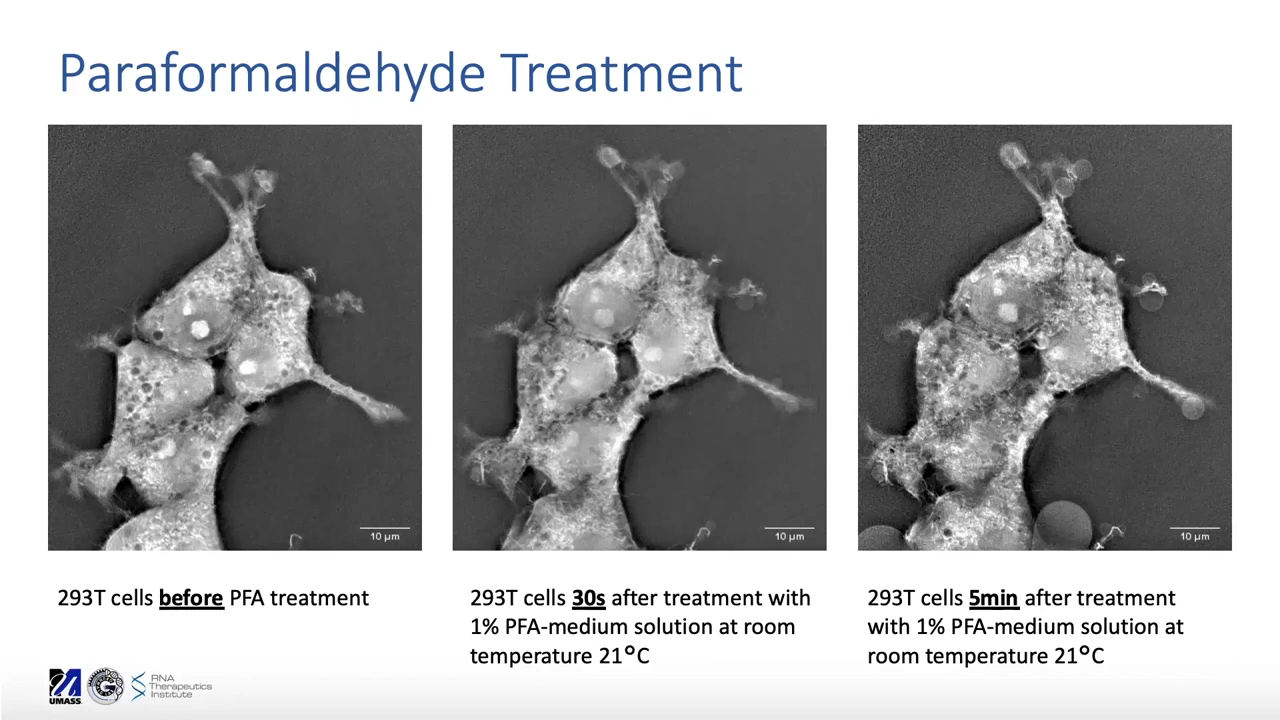 Paraformaldehyde Treatment
10 µm
10 µm
10 µm
293T cells before PFA treatment
293T cells 30s after treatment with
1% PFA-medium solution at room
temperature 21°C
293T cells 5min after treatment
with 1% PFA-medium solution at
room temperature 21°C
UMASS
RNA
Therapeutics
Institute